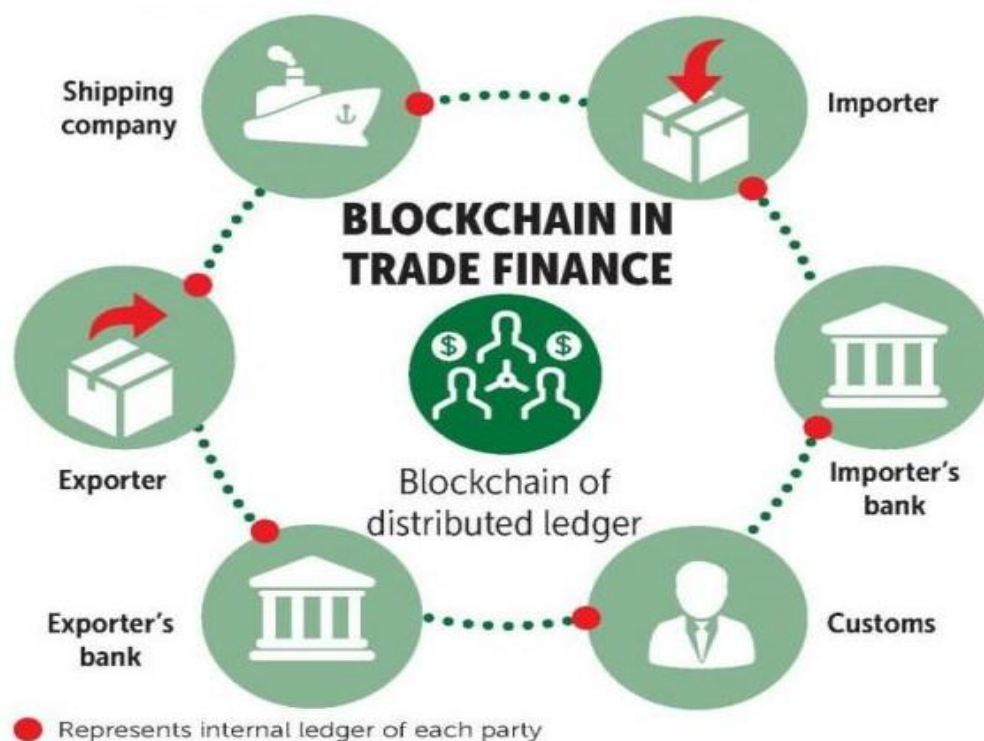 Shipping
company
Importer
BLOCKCHAIN IN
TRADE FINANCE
$ $
Exporter
Blockchain of
distributed ledger
Importer's
bank
Exporter's
bank
Customs
Represents internal ledger of each party